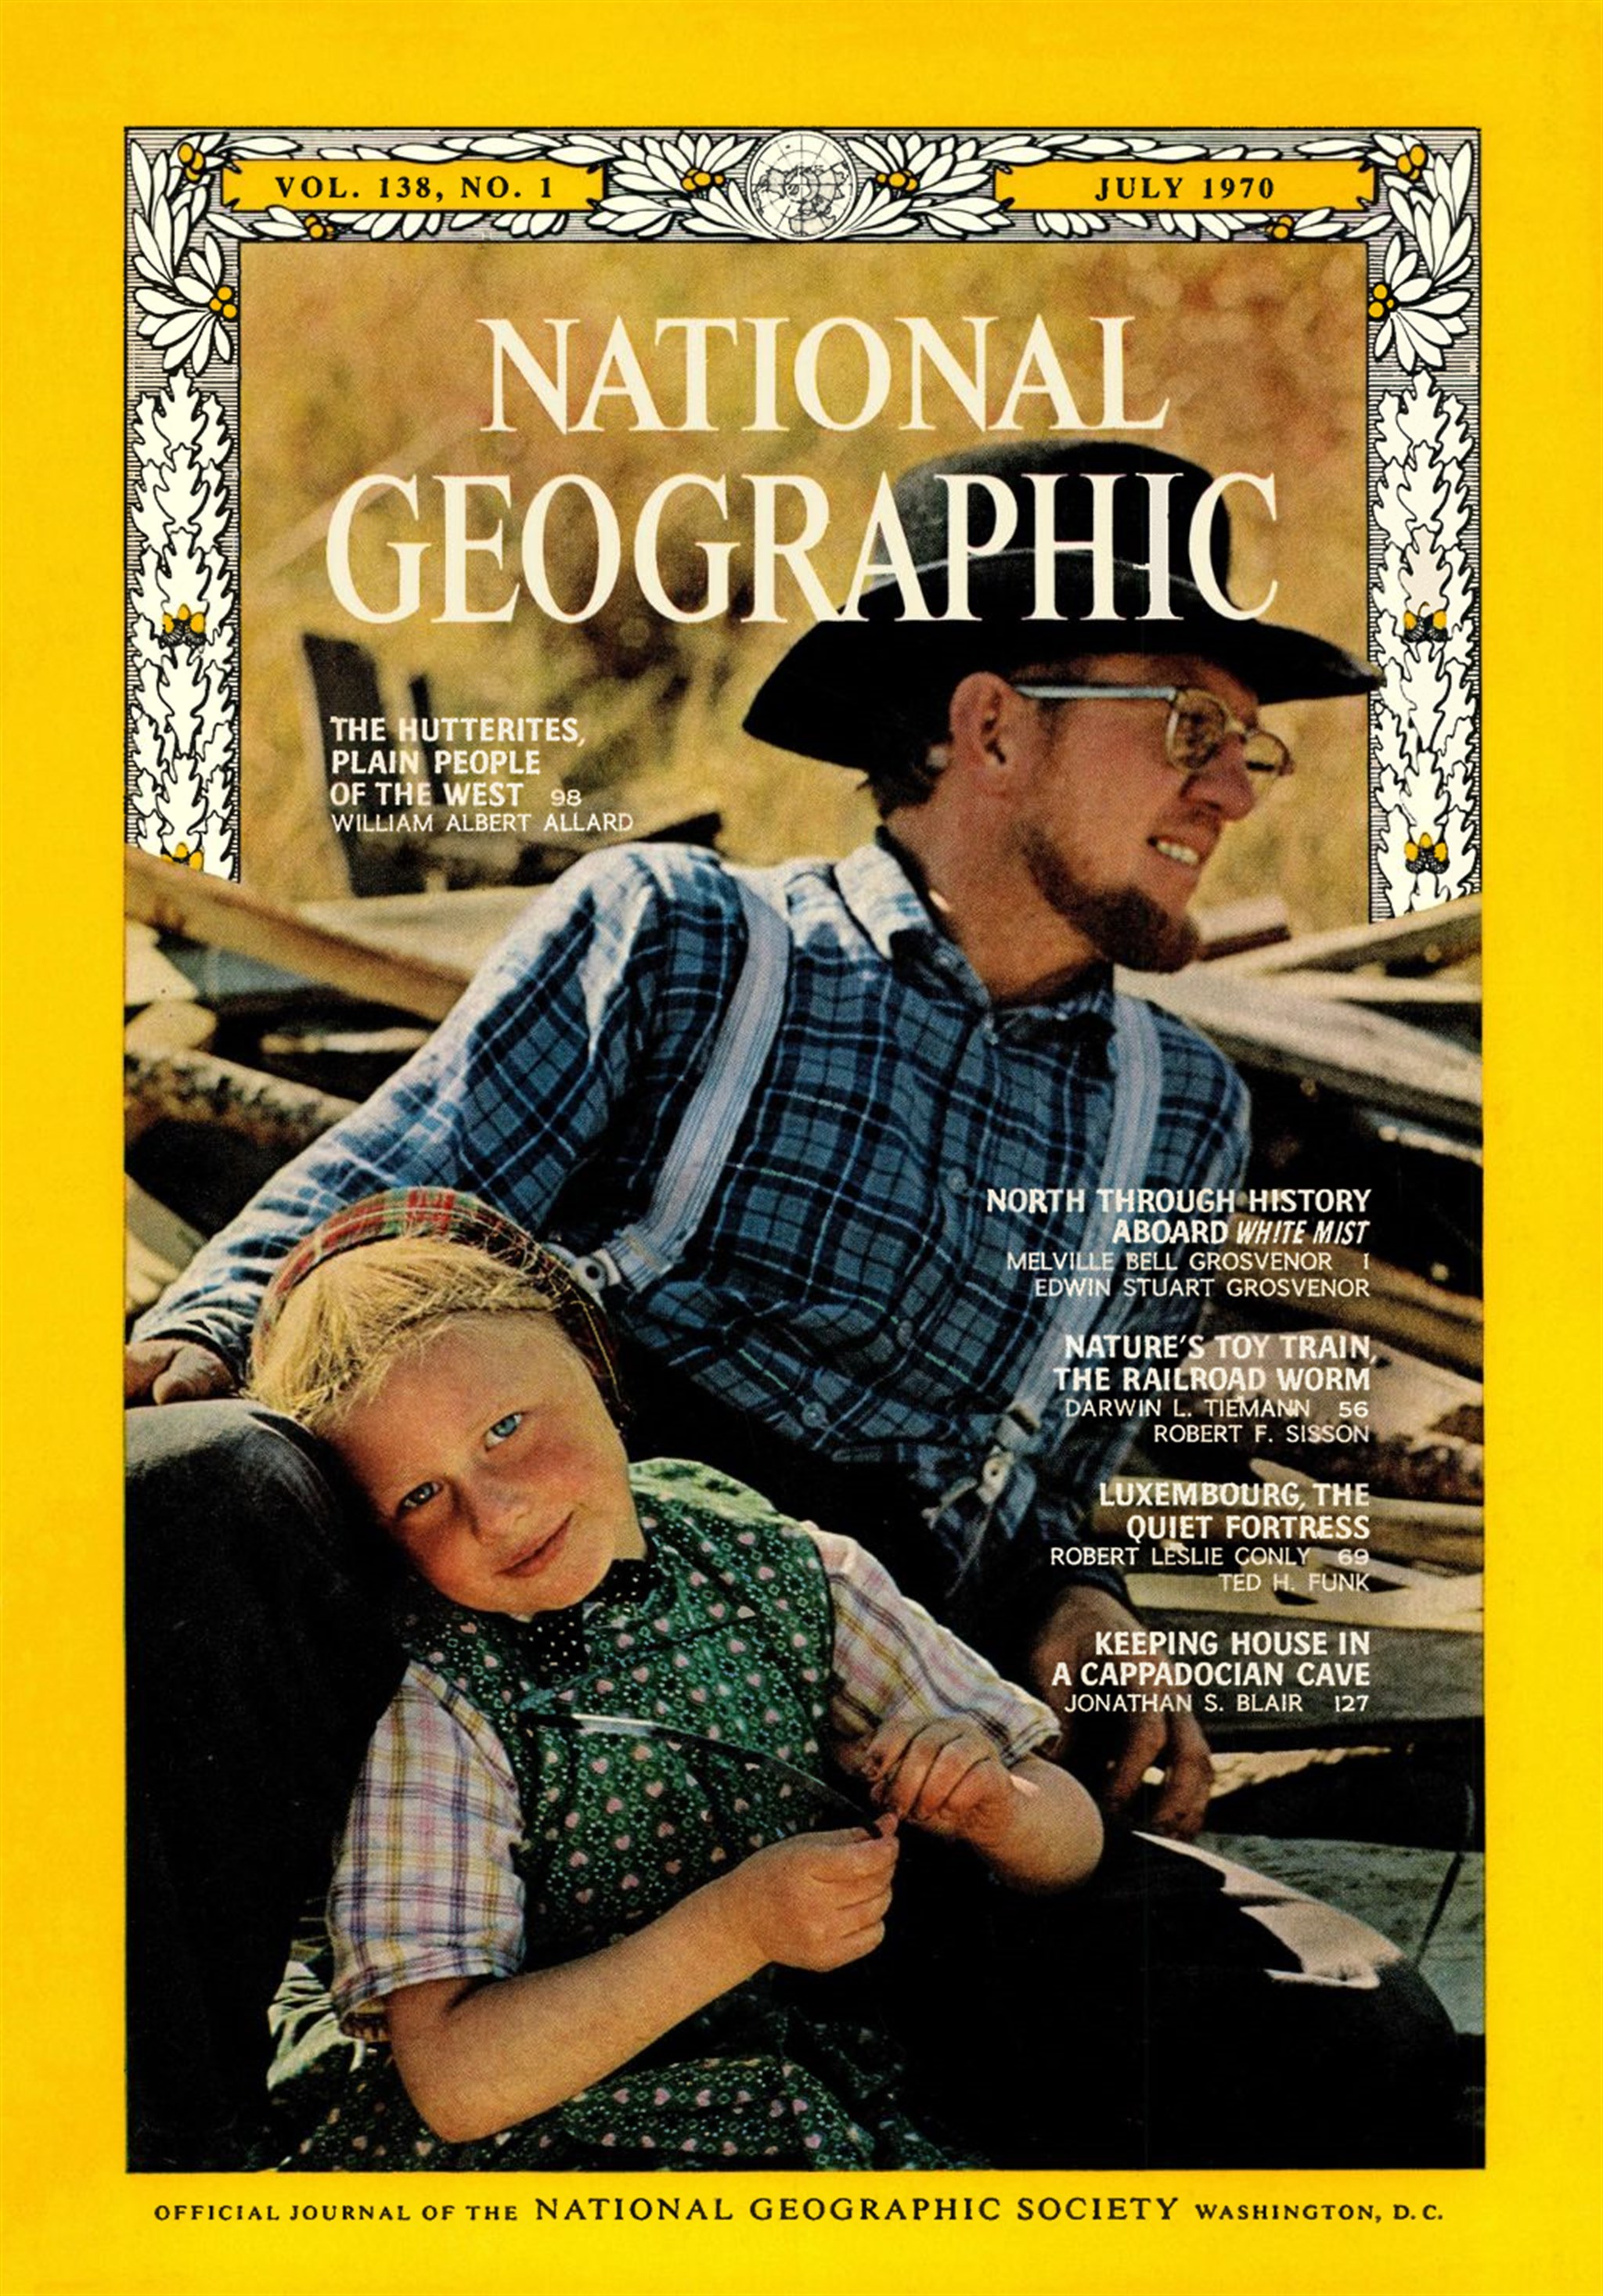 VOL. 138, NO. 1
JULY 1970
NATIONAL
GEOGRAPHIC
THE HUTTERITES,
PLAIN PEOPLE
OF THE WEST 98
WILLIAM ALBERT ALLARD
NORTH THROUGH HISTORY
ABOARD WHITE MIST
MELVILLE BELL GROSVENOR 1
EDWIN STUART GROSVENOR
NATURE'S TOY TRAIN,
THE RAILROAD WORM
DARWIN L. TIEMANN 56
ROBERT F. SISSON
LUXEMBOURG, THE
QUIET FORTRESS
ROBERT LESLIE CONLY 69
TED H. FUNK
KEEPING HOUSE IN
A CAPPADOCIAN CAVE
JONATHAN S. BLAIR 127
OFFICIAL JOURNAL OF THE NATIONAL GEOGRAPHIC SOCIETY WASHINGTON, D.C.